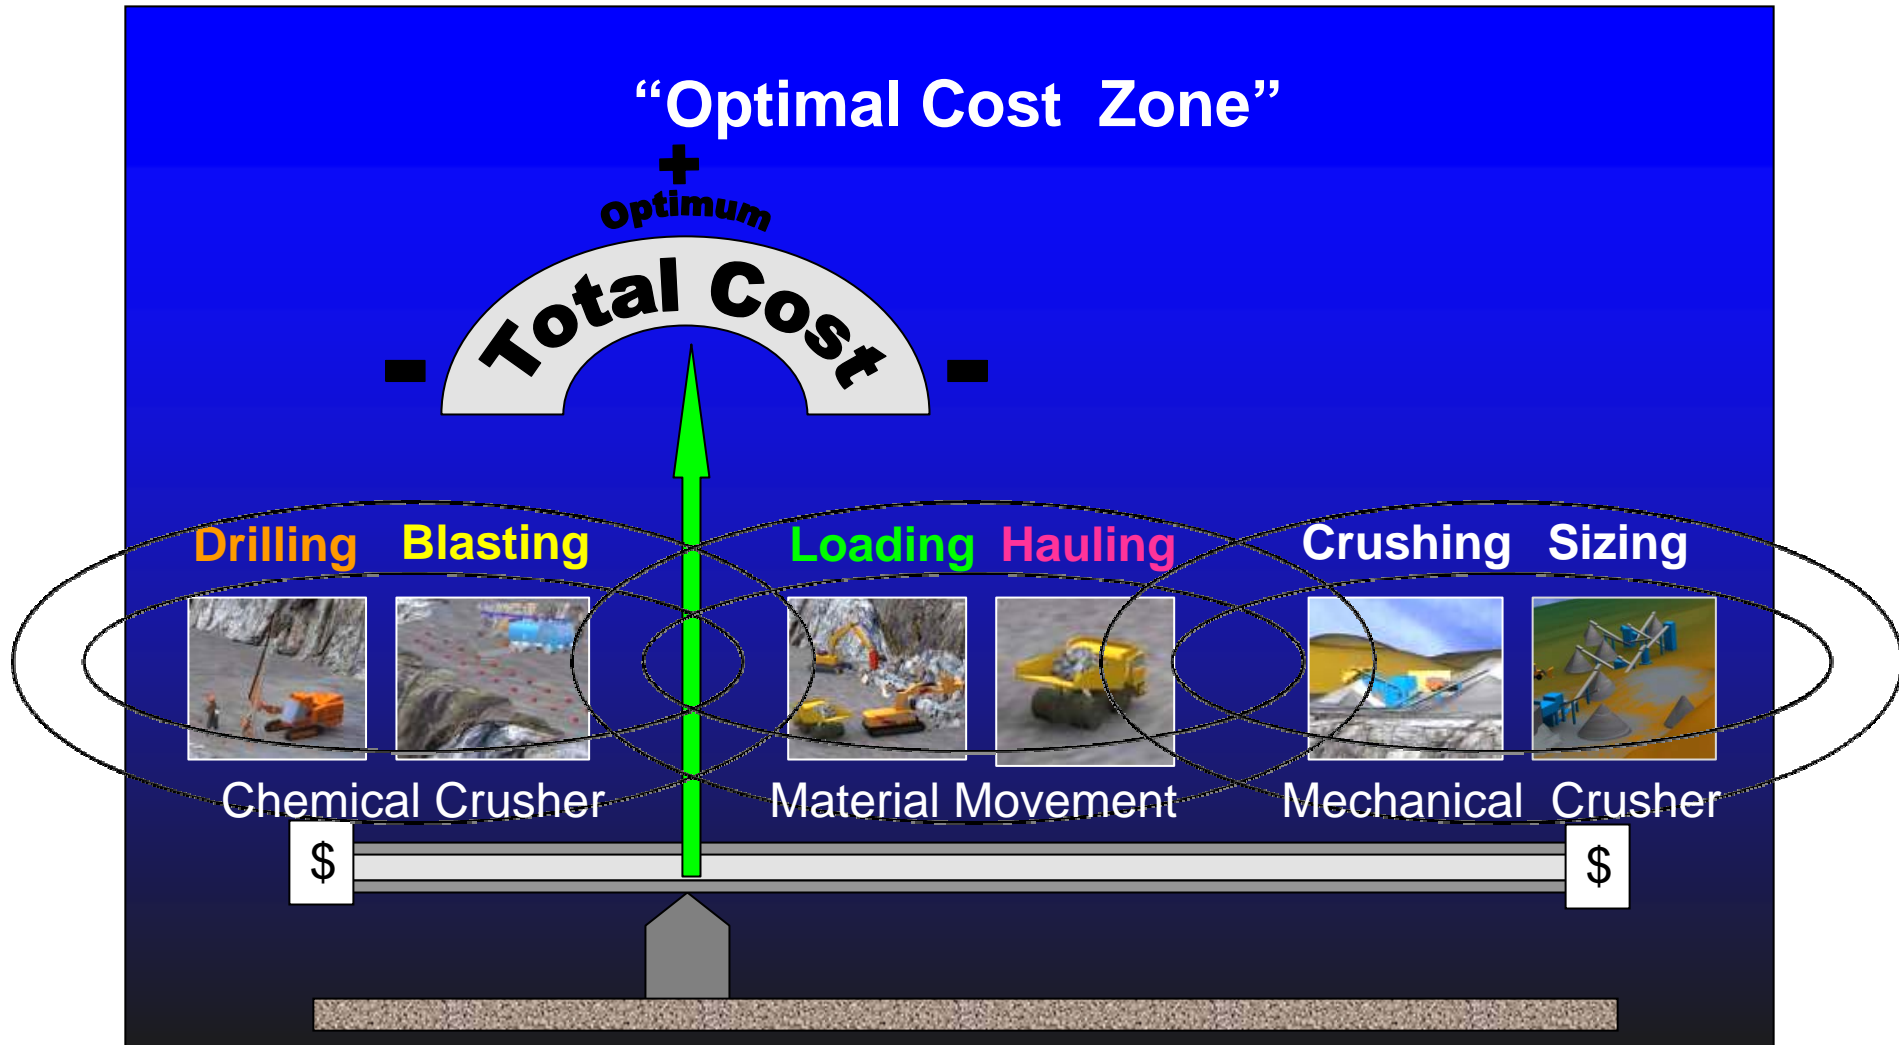 “Optimal Cost Zone”
+
Optimum
Total Cost
- -
Drilling Blasting Loading Hauling Crushing Sizing
Chemical Crusher Material Movement Mechanical Crusher
$ $